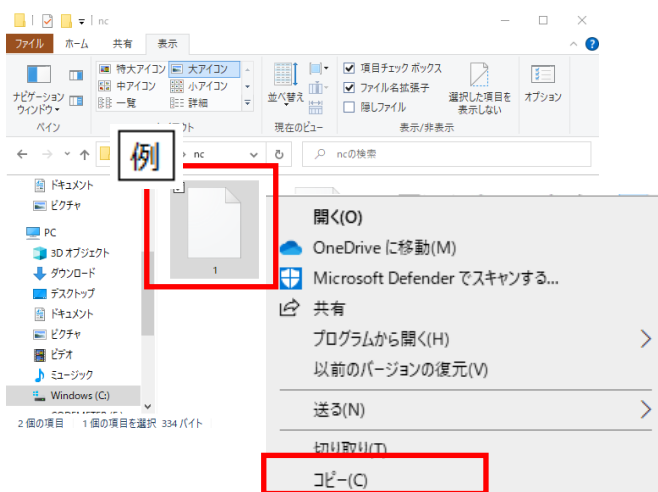 nc
ファイル ホーム 共有 表示
特大アイコン 大アイコン
中アイコン 小アイコン
一覧 詳細
ナビゲーション
ウィンドウ
並べ替え
項目チェック ボックス
ファイル名拡張子
隠しファイル
選択した項目を
表示しない
オプション
ペイン
ウト
現在のビュー
表示/非表示
例
nc
ncの検索
ドキュメント
ピクチャ
PC
3D オブジェクト
ダウンロード
デスクトップ
ドキュメント
ピクチャ
ビデオ
ミュージック
Windows (C:)
1
2 個の項目 1 個の項目を選択 334 バイト
開く(O)
OneDrive に移動(M)
Microsoft Defender でスキャンする...
共有
プログラムから開く(H)
以前のバージョンの復元(V)
送る(N)
切り取り(T)
コピー(C)